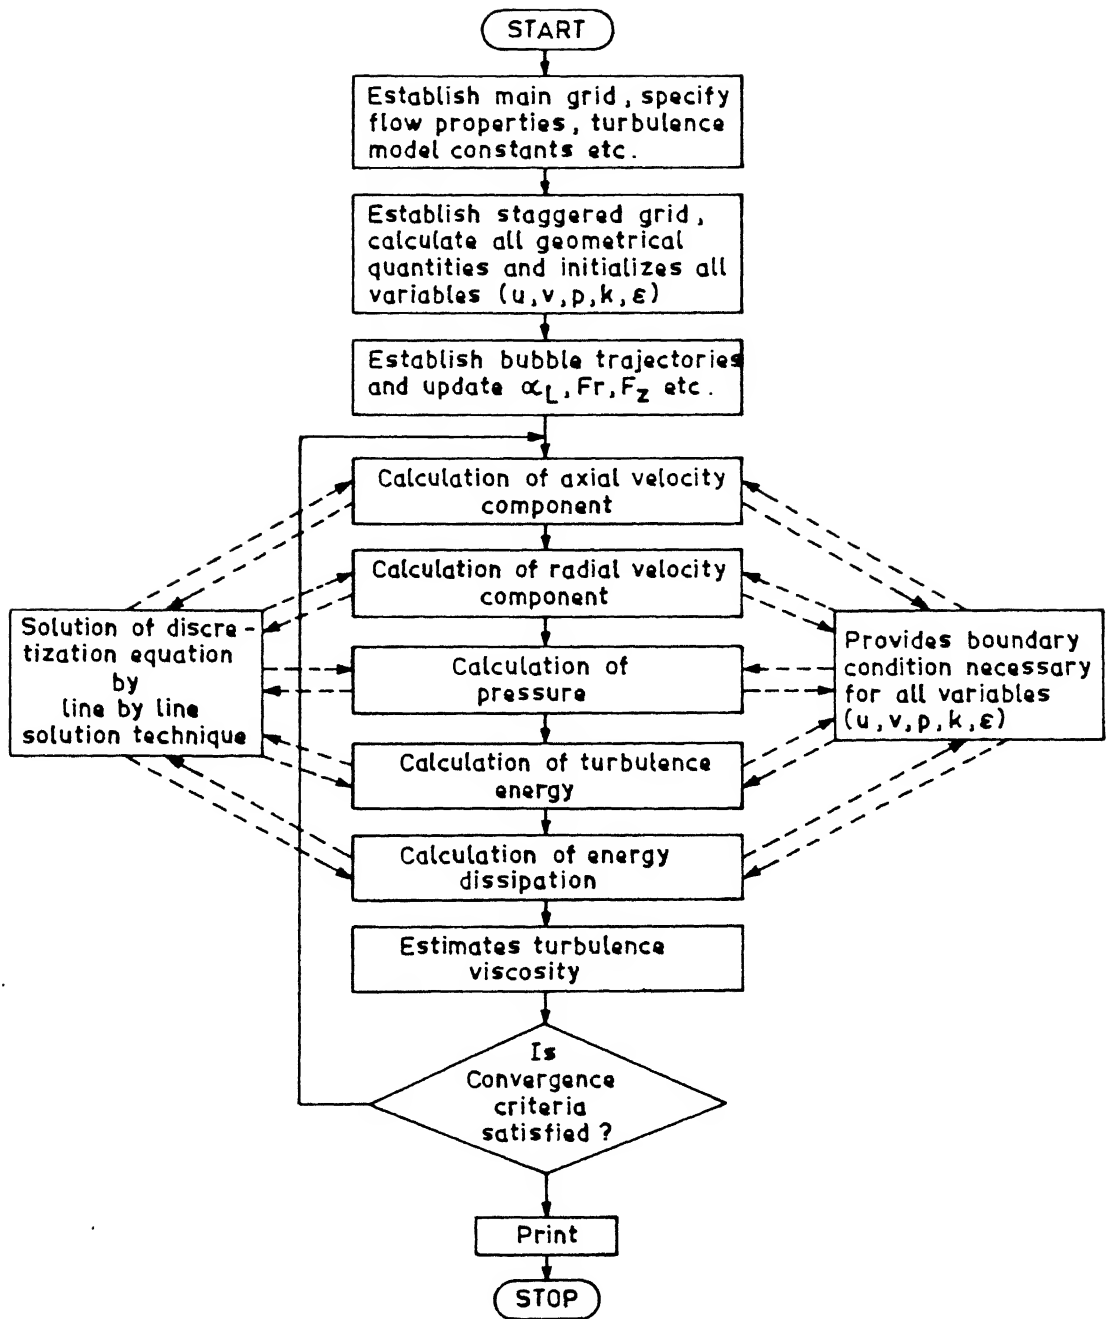 START
Establish main grid, specify
flow properties, turbulence
model constants etc.
Establish staggered grid,
calculate all geometrical
quantities and initializes all
variables (u,v,p,k,ε)
Establish bubble trajectories
and update ∝L, Fr, Fz etc.
Calculation of axial velocity
component
Calculation of radial velocity
component
Solution of discre-
tization equation
by
line by line
solution technique
Calculation of
pressure
Provides boundary
condition necessary
for all variables
(u,v,p,k,ε)
Calculation of turbulence
energy
Calculation of energy
dissipation
Estimates turbulence
viscosity
Is
Convergence
criteria
satisfied?
Print
STOP